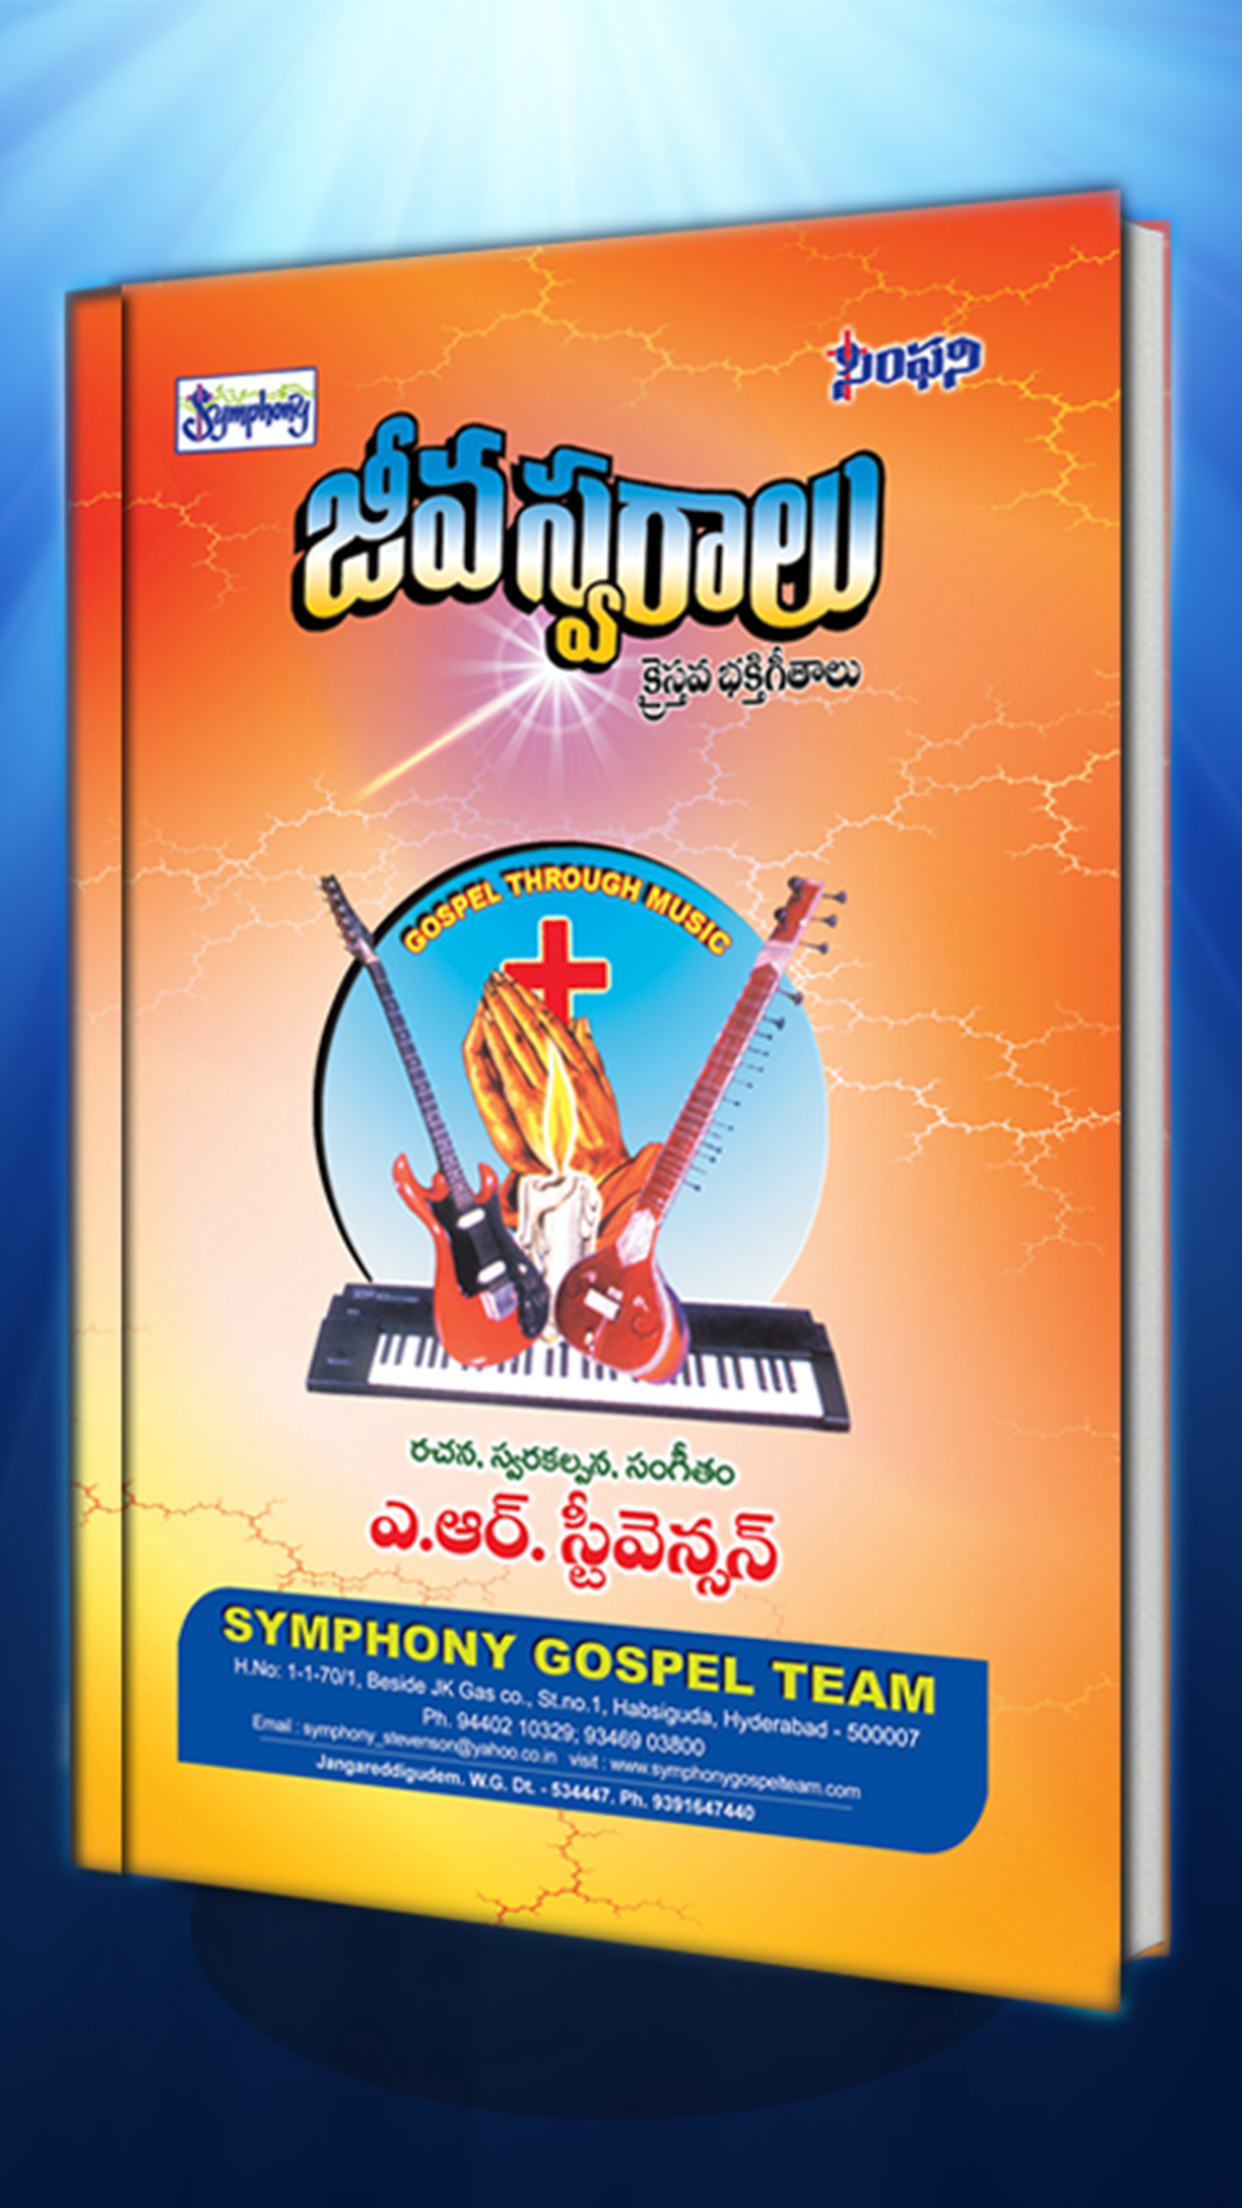 Symphony
సింఫని
జీవస్వరాలు
క్రైస్తవ భక్తిగీతాలు
GOSPEL THROUGH MUSIC
రచన. స్వరకల్పన. సంగీతం
ఎ.ఆర్. స్టీవెన్సన్
SYMPHONY GOSPEL TEAM
H.No: 1-1-70/1, Beside JK Gas co., St.no.1, Habsiguda, Hyderabad - 500007
Ph. 94402 10329; 93469 03800
Email : symphony_stevenson@yahoo.co.in visit : www.symphonygospelteam.com
Jangareddigudem. W.G. Dt. - 534447. Ph. 9391647440